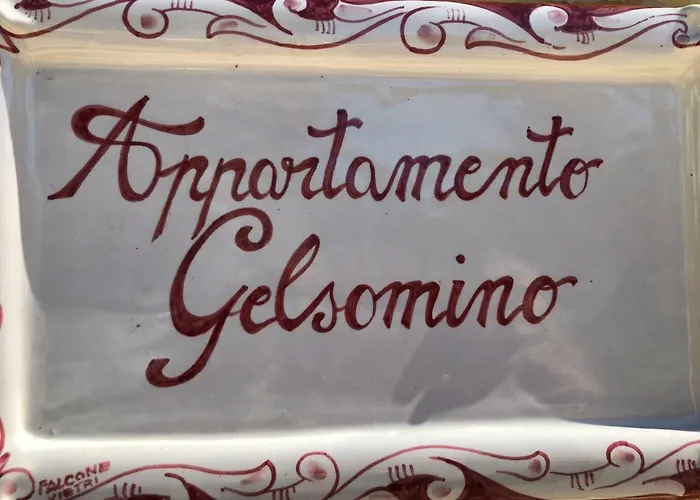 Appartamento
Gelsomino
FALCONE
VIETRI